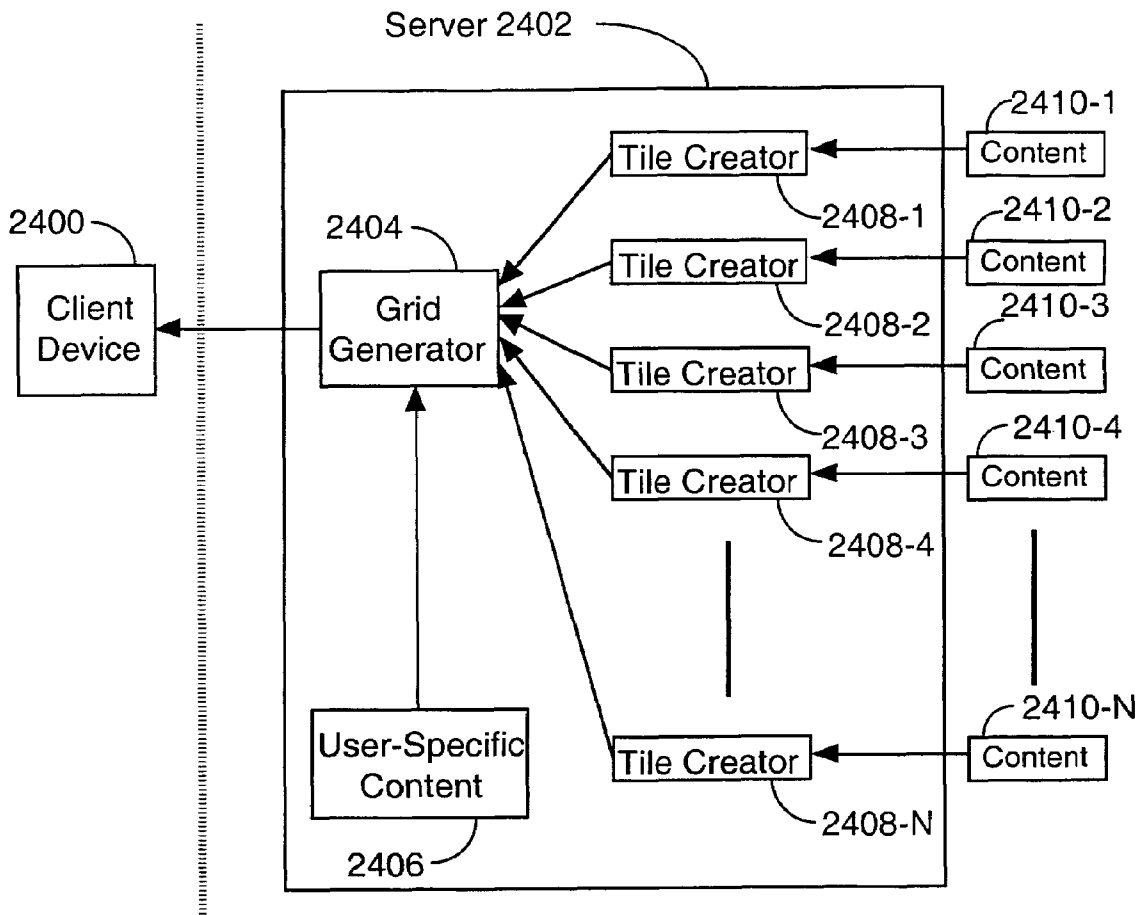 Server 2402
2410-1
Tile Creator
Content
2408-1
2410-2
2400
2404
Tile Creator
Content
Client
Device
Grid
Generator
2408-2
2410-3
Tile Creator
Content
2408-3
2410-4
Tile Creator
Content
2408-4
2410-N
User-Specific
Content
Tile Creator
Content
2408-N
2406